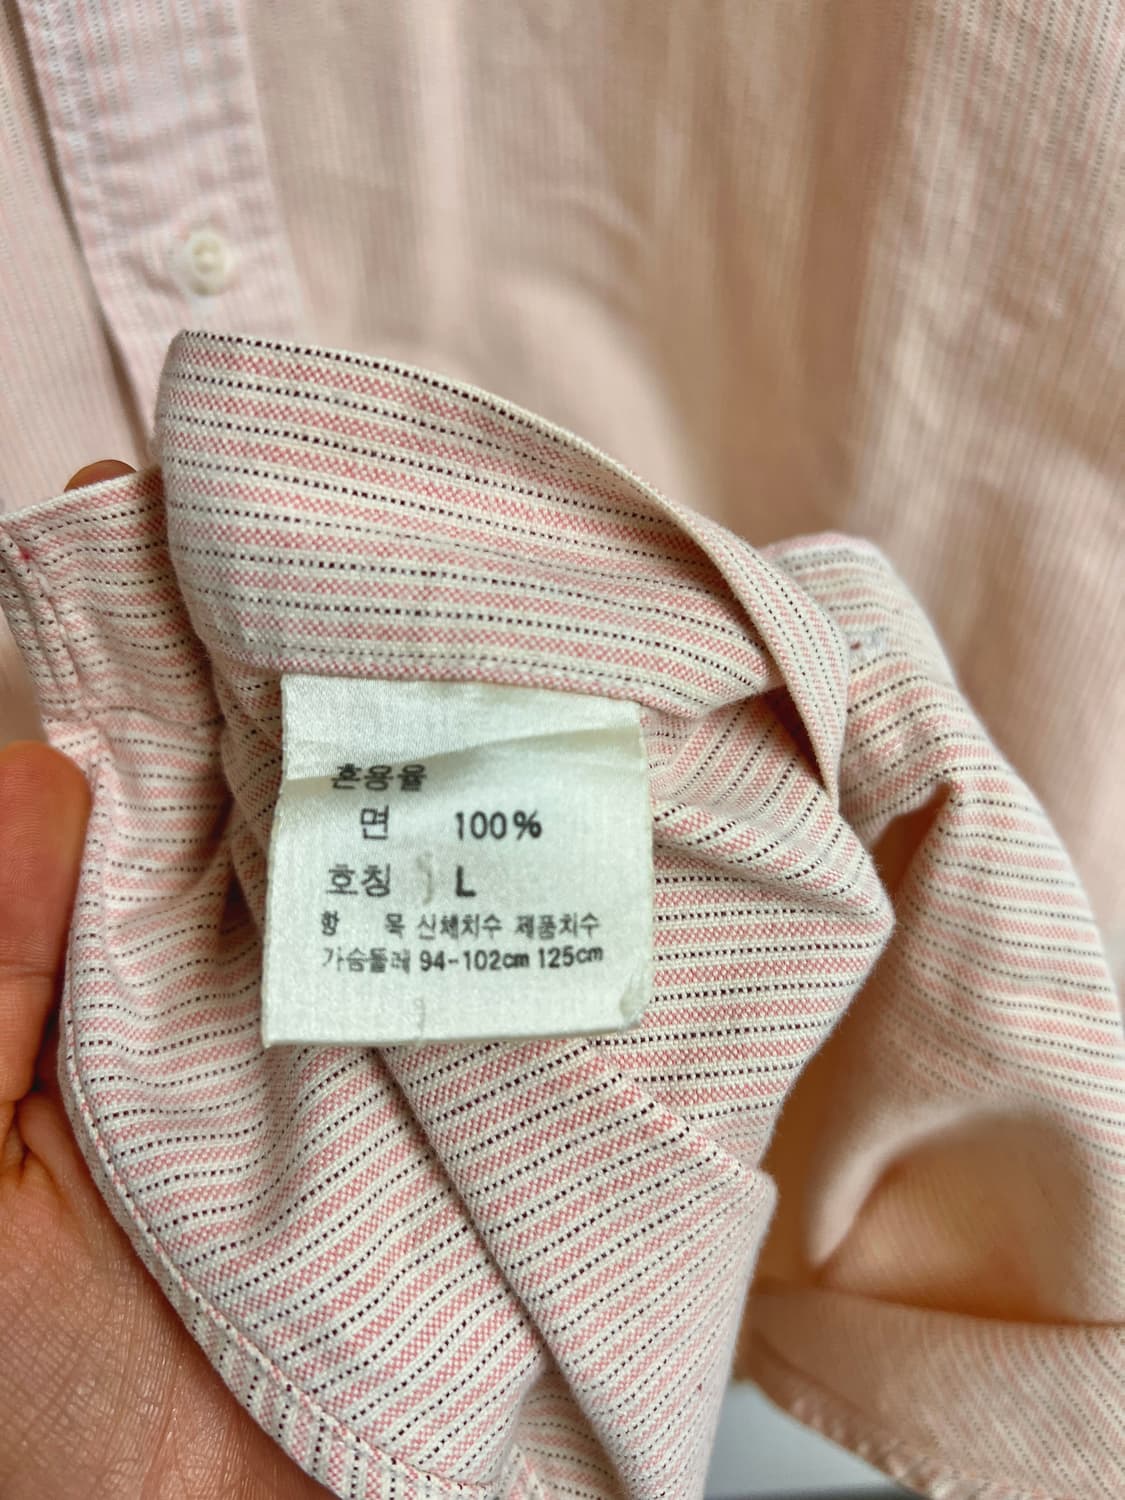 혼용율
면 100%
호칭 L
항 목 신체치수 제품치수
가슴둘레 94-102cm 125cm